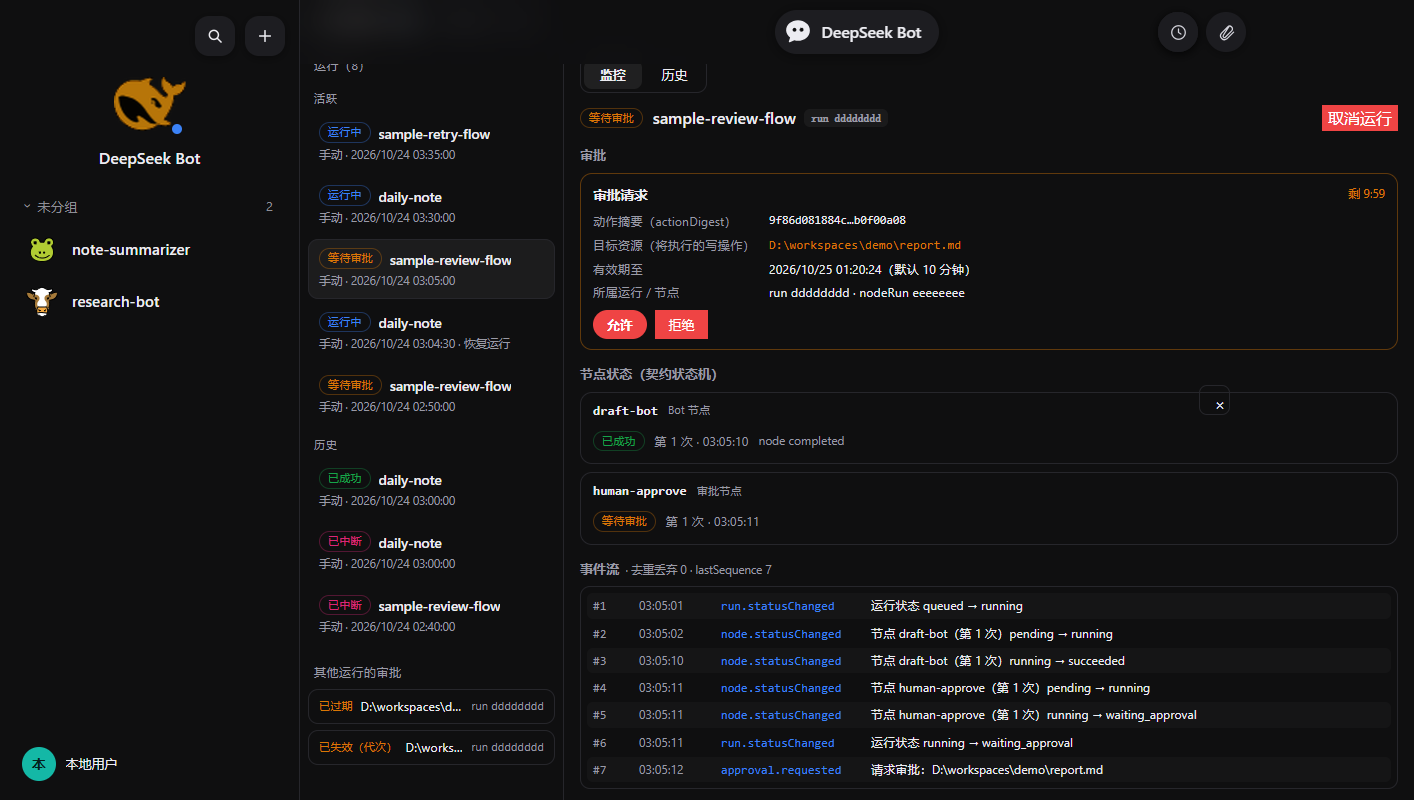 DeepSeek Bot
DeepSeek Bot
未分组 2
note-summarizer
research-bot
本 本地用户
运行（8）
活跃
运行中 sample-retry-flow
手动 · 2026/10/24 03:35:00
运行中 daily-note
手动 · 2026/10/24 03:30:00
等待审批 sample-review-flow
手动 · 2026/10/24 03:05:00
运行中 daily-note
手动 · 2026/10/24 03:04:30 · 恢复运行
等待审批 sample-review-flow
手动 · 2026/10/24 02:50:00
历史
已成功 daily-note
手动 · 2026/10/24 03:00:00
已中断 daily-note
手动 · 2026/10/24 03:00:00
已中断 sample-review-flow
手动 · 2026/10/24 02:40:00
其他运行的审批
已过期 D:\workspaces\d... run dddddddd
已失效（代次） D:\works... run dddddddd
监控 历史
等待审批 sample-review-flow run dddddddd 取消运行
审批
审批请求 剩 9:59
动作摘要（actionDigest） 9f86d081884c…b0f00a08
目标资源（将执行的写操作） D:\workspaces\demo\report.md
有效期至 2026/10/25 01:20:24（默认 10 分钟）
所属运行 / 节点 run dddddddd · nodeRun eeeeeeee
允许 拒绝
节点状态（契约状态机）
×
draft-bot Bot 节点
已成功 第 1 次 · 03:05:10 node completed
human-approve 审批节点
等待审批 第 1 次 · 03:05:11
事件流 · 去重丢弃 0 · lastSequence 7
#1 03:05:01 run.statusChanged 运行状态 queued → running
#2 03:05:02 node.statusChanged 节点 draft-bot（第 1 次）pending → running
#3 03:05:10 node.statusChanged 节点 draft-bot（第 1 次）running → succeeded
#4 03:05:11 node.statusChanged 节点 human-approve（第 1 次）pending → running
#5 03:05:11 node.statusChanged 节点 human-approve（第 1 次）running → waiting_approval
#6 03:05:11 run.statusChanged 运行状态 running → waiting_approval
#7 03:05:12 approval.requested 请求审批：D:\workspaces\demo\report.md